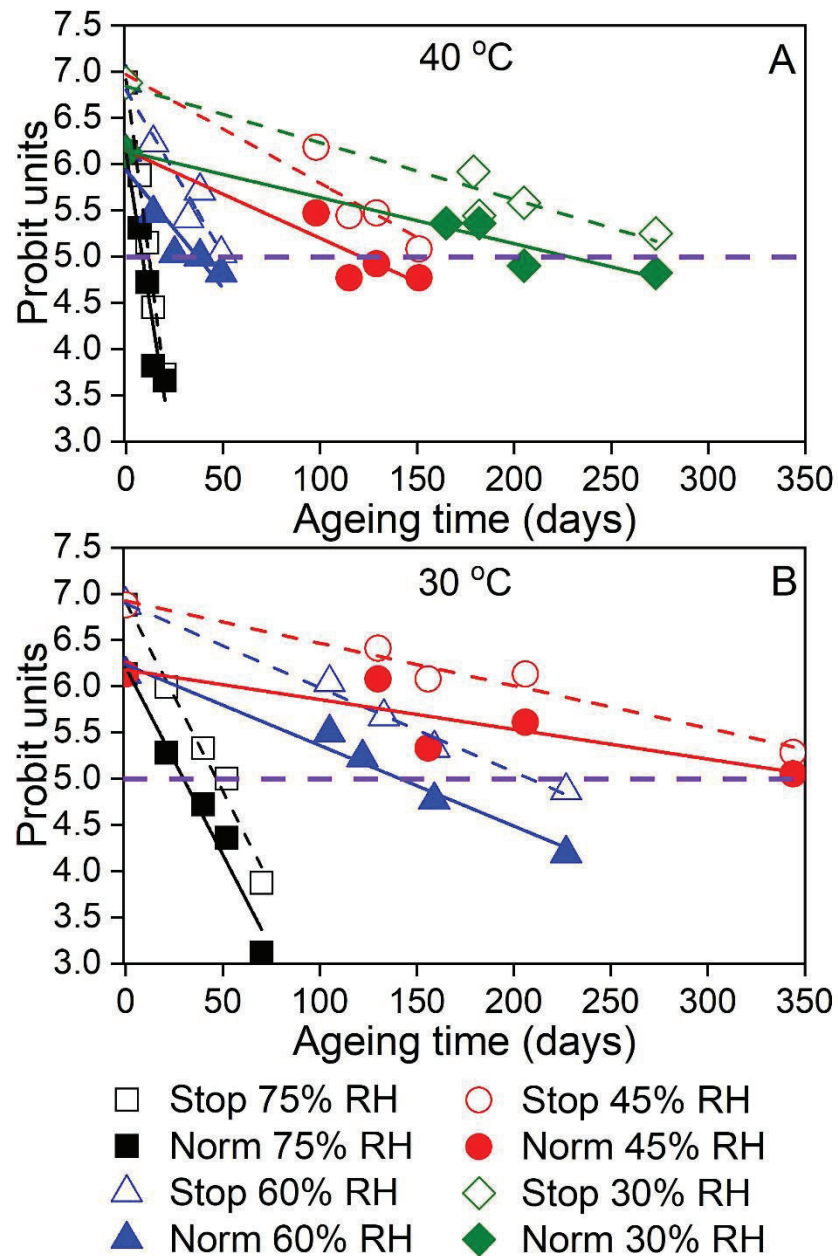 40 °C
A
Probit units
7.5
7.0
6.5
6.0
5.5
5.0
4.5
4.0
3.5
3.0
0 50 100 150 200 250 300 350
Ageing time (days)
30 °C
B
Probit units
7.5
7.0
6.5
6.0
5.5
5.0
4.5
4.0
3.5
3.0
0 50 100 150 200 250 300 350
Ageing time (days)
Stop 75% RH
Norm 75% RH
Stop 60% RH
Norm 60% RH
Stop 45% RH
Norm 45% RH
Stop 30% RH
Norm 30% RH